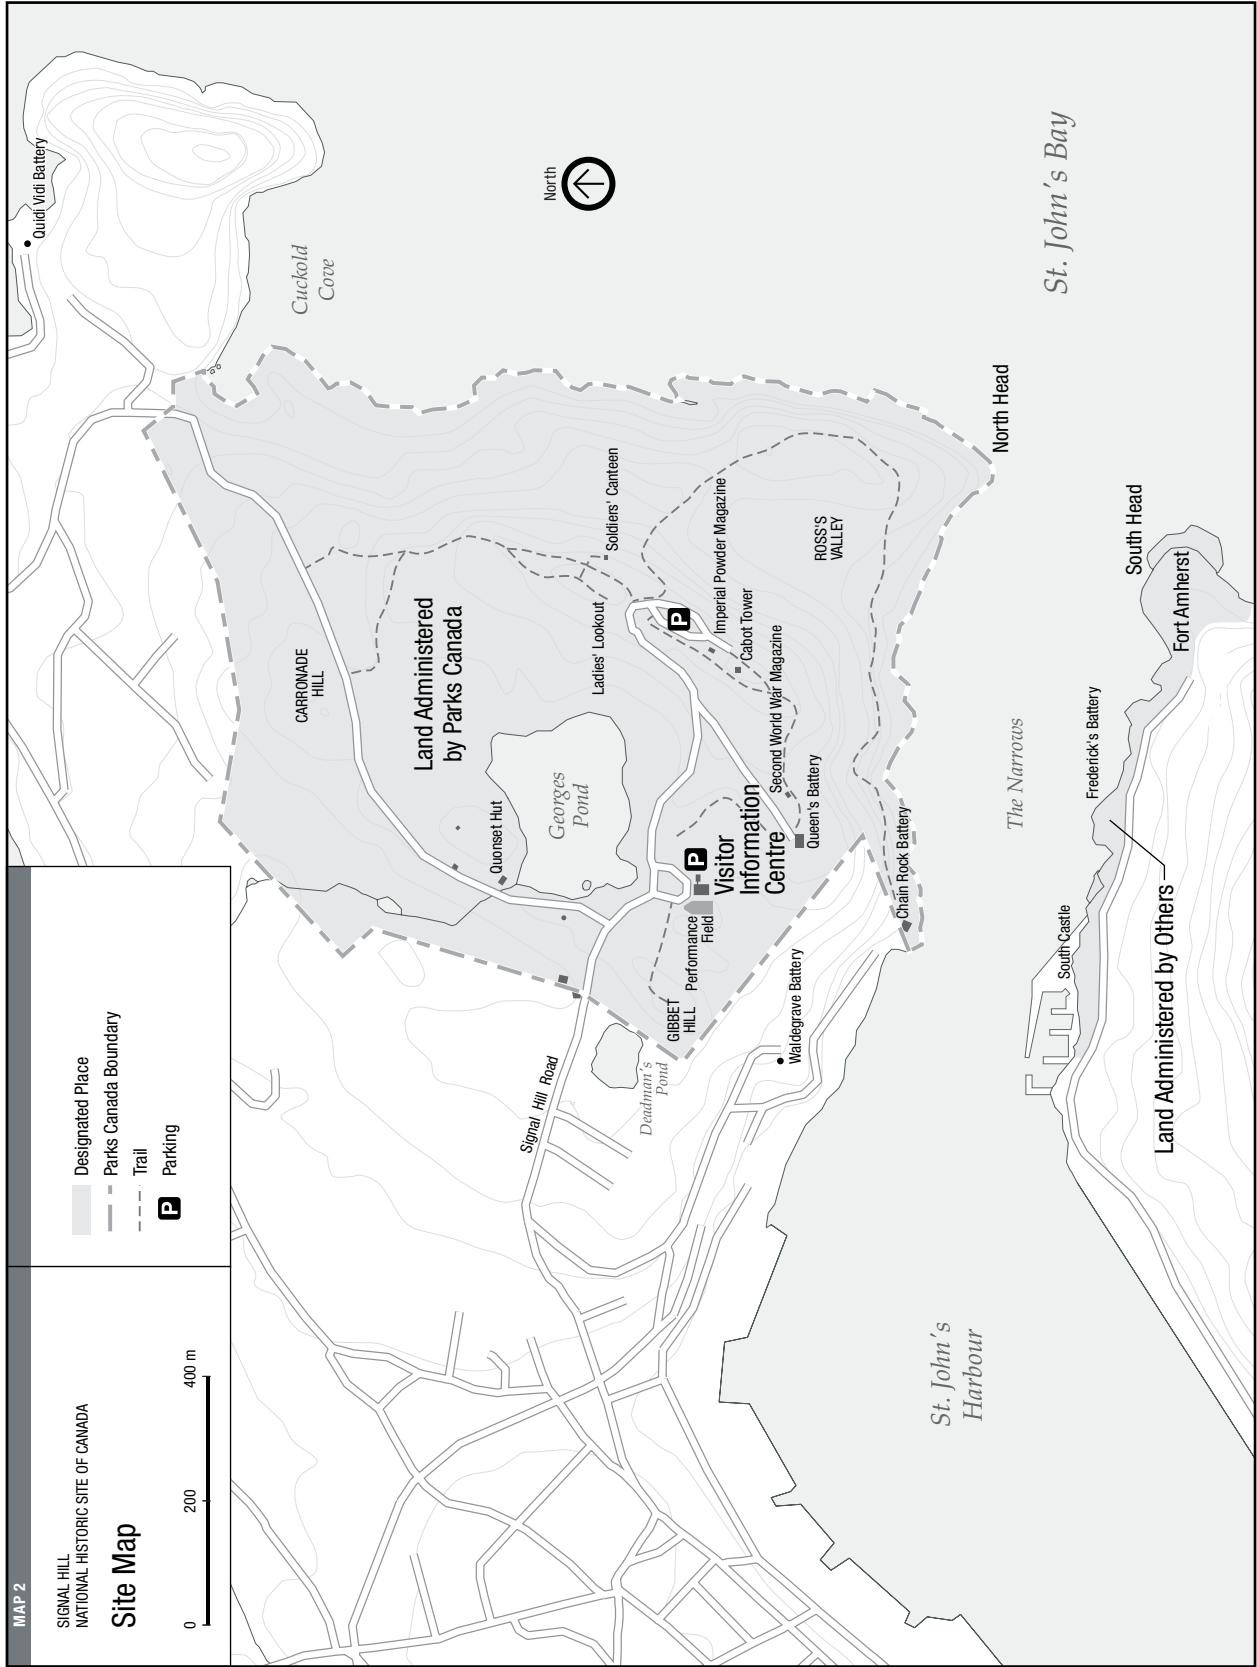 MAP 2
SIGNAL HILL
NATIONAL HISTORIC SITE OF CANADA
Site Map
0
200
400 m
Designated Place
Parks Canada Boundary
Trail
P
Parking
Quidi Vidi Battery
Cuckold
Cove
North
St. John's Bay
CARRONADE
HILL
Land Administered
by Parks Canada
Quonset Hut
Georges
Pond
Ladies' Lookout
Soldiers' Canteen
P
Imperial Powder Magazine
Cabot Tower
Second World War Magazine
Queen's Battery
ROSS'S
VALLEY
North Head
P
Visitor
Information
Centre
Performance
Field
GIBBET
HILL
Signal Hill Road
Deadman's
Pond
Waldegrave Battery
Chain Rock Battery
The Narrows
South Head
Fort Amherst
Frederick's Battery
South Castle
Land Administered by Others
St. John's
Harbour